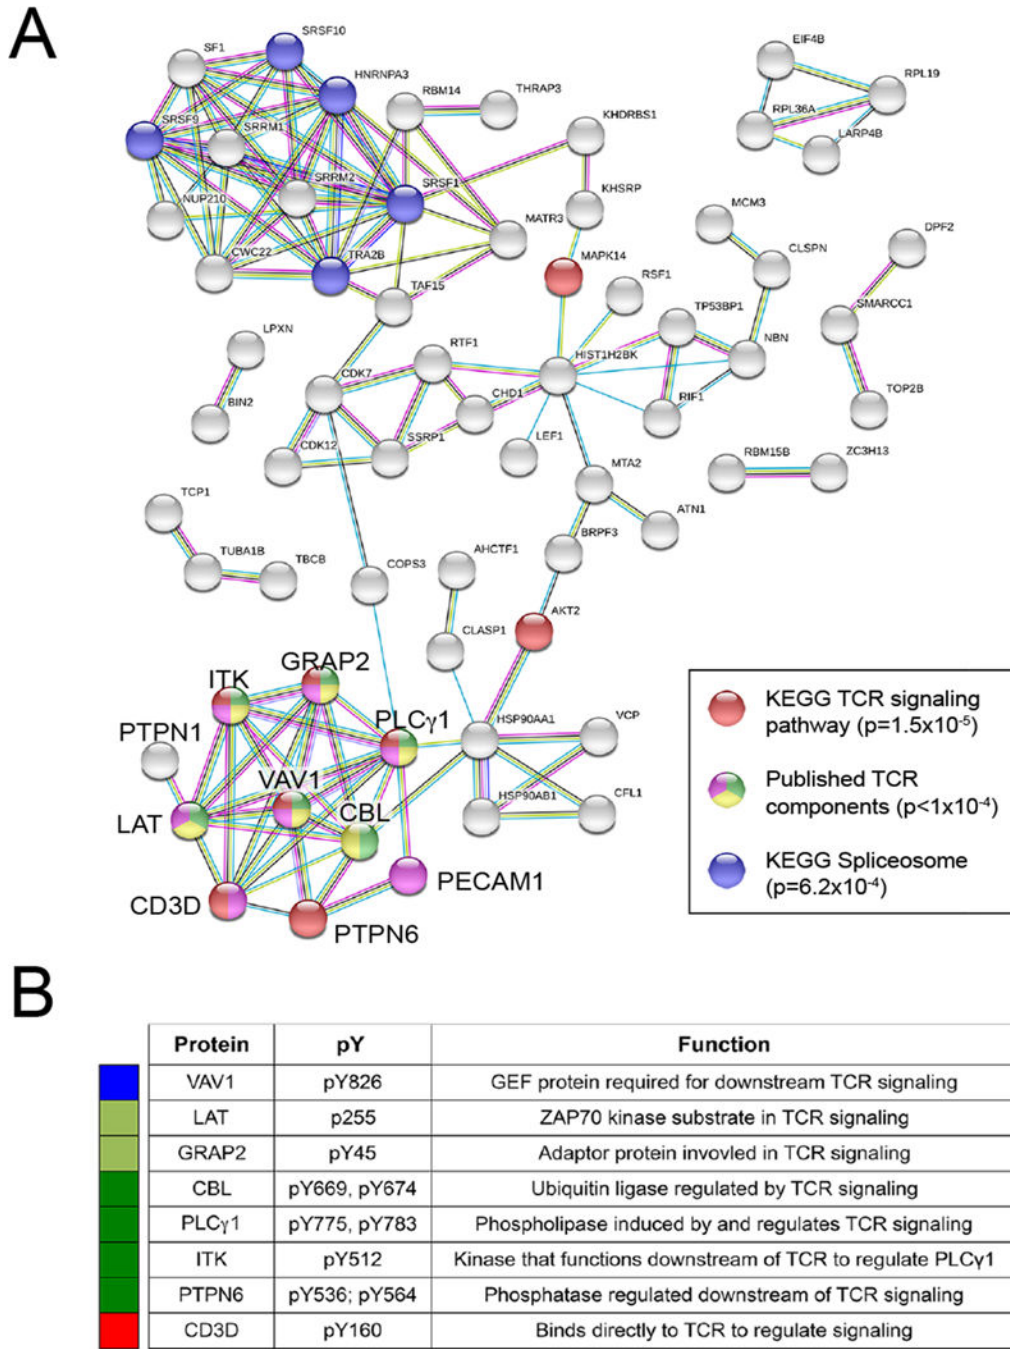 A
SRSF10
SF1
HNRNPA3
RBM14
THRAP3
EIF4B
RPL19
SRSF9
SRRM1
KHDRBS1
RPL36A
LARP4B
SRRM2
SRSF1
NUP210
KHSRP
MATR3
MCM3
DPF2
CWC22
TRA2B
MAPK14
CLSPN
TAF15
RSF1
TP53BP1
SMARCC1
LPXN
RTF1
HIST1H2BK
NBN
CDK7
CHD1
BIN2
RIF1
TOP2B
CDK12
SSRP1
LEF1
RBM15B
ZC3H13
MTA2
TCP1
ATN1
BRPF3
TUBA1B
TBCB
COPS3
AHCTF1
AKT2
CLASP1
GRAP2
ITK
PLCγ1
PTPN1
HSP90AA1
VCP
VAV1
HSP90AB1
CFL1
CBL
LAT
PECAM1
CD3D
PTPN6
KEGG TCR signaling
pathway (p=1.5x10-5)
Published TCR
components (p<1x10-4)
KEGG Spliceosome
(p=6.2x10-4)
B
Protein pY Function
VAV1 pY826 GEF protein required for downstream TCR signaling
LAT p255 ZAP70 kinase substrate in TCR signaling
GRAP2 pY45 Adaptor protein invovled in TCR signaling
CBL pY669, pY674 Ubiquitin ligase regulated by TCR signaling
PLCγ1 pY775, pY783 Phospholipase induced by and regulates TCR signaling
ITK pY512 Kinase that functions downstream of TCR to regulate PLCγ1
PTPN6 pY536; pY564 Phosphatase regulated downstream of TCR signaling
CD3D pY160 Binds directly to TCR to regulate signaling